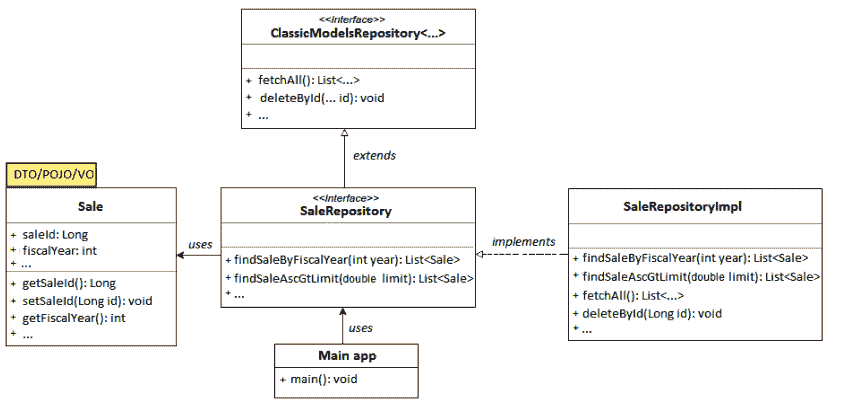 <<Interface>>
ClassicModelsRepository<...>
+ fetchAll(): List<...>
+ deleteById(... id): void
+ ...
extends
DTO/POJO/VO
Sale
+ saleId: Long
+ fiscalYear: int
+ ...
+ getSaleId(): Long
+ setSaleId(Long id): void
+ getFiscalYear(): int
+ ...
uses
<<Interface>>
SaleRepository
+ findSaleByFiscalYear(int year): List<Sale>
+ findSaleAscGtLimit(double limit): List<Sale>
+ ...
implements
SaleRepositoryImpl
+ findSaleByFiscalYear(int year): List<Sale>
+ findSaleAscGtLimit(double limit): List<Sale>
+ fetchAll(): List<...>
+ deleteById(Long id): void
+ ...
uses
Main app
+ main(): void